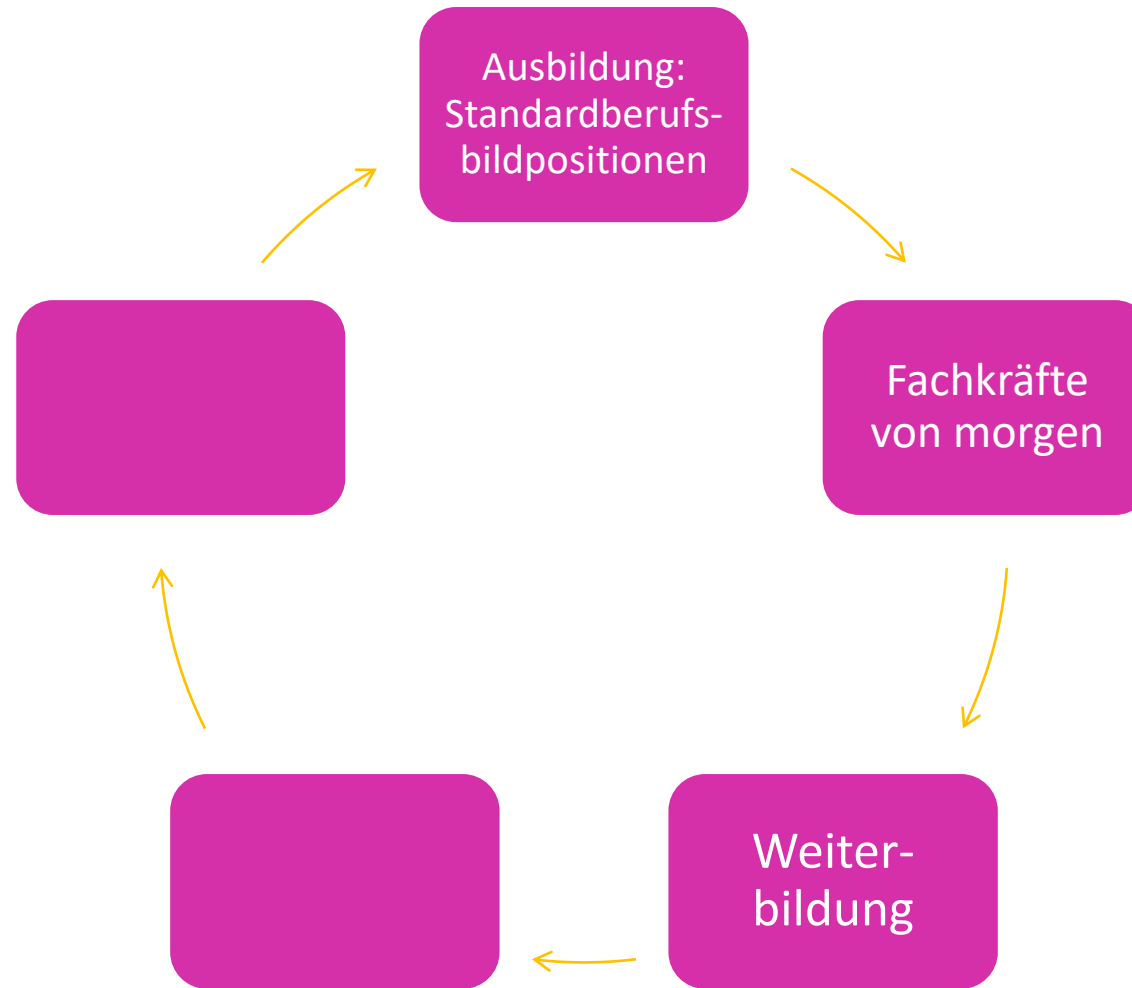 Ausbildung:
Standardberufs-
bildpositionen
Fachkräfte
von morgen
Weiter-
bildung